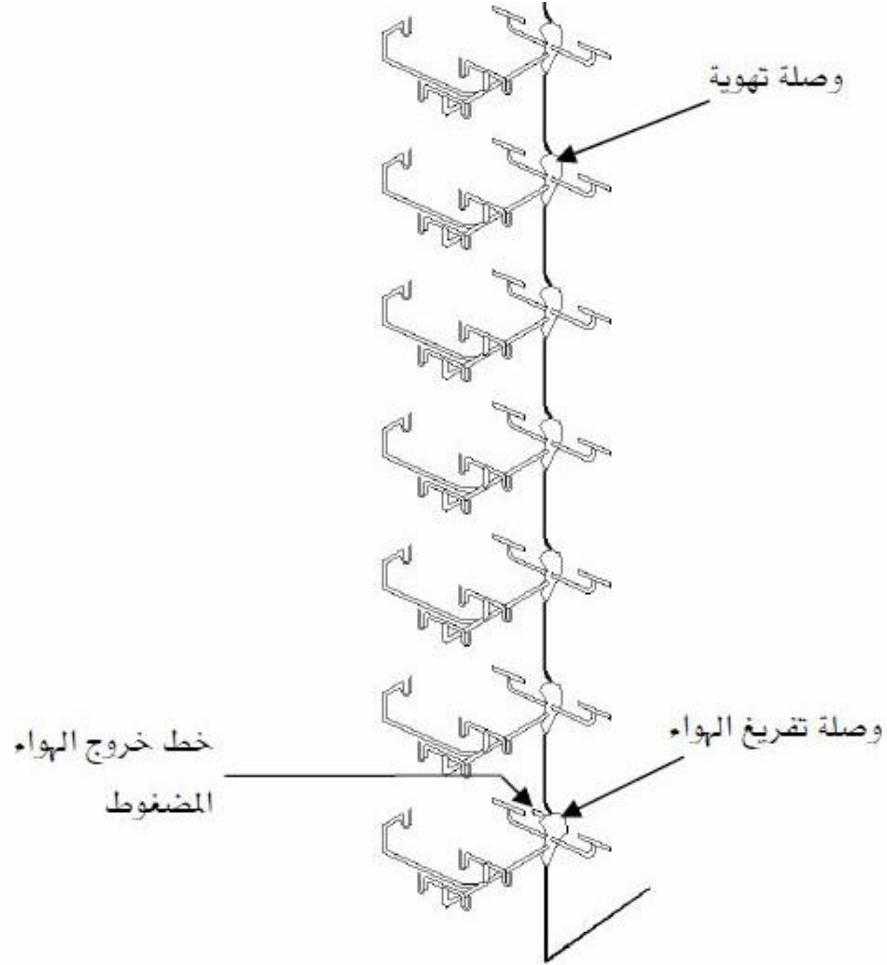 وصلة تهوية
وصلة تفريغ الهواء
خط خروج الهواء
المضغوط